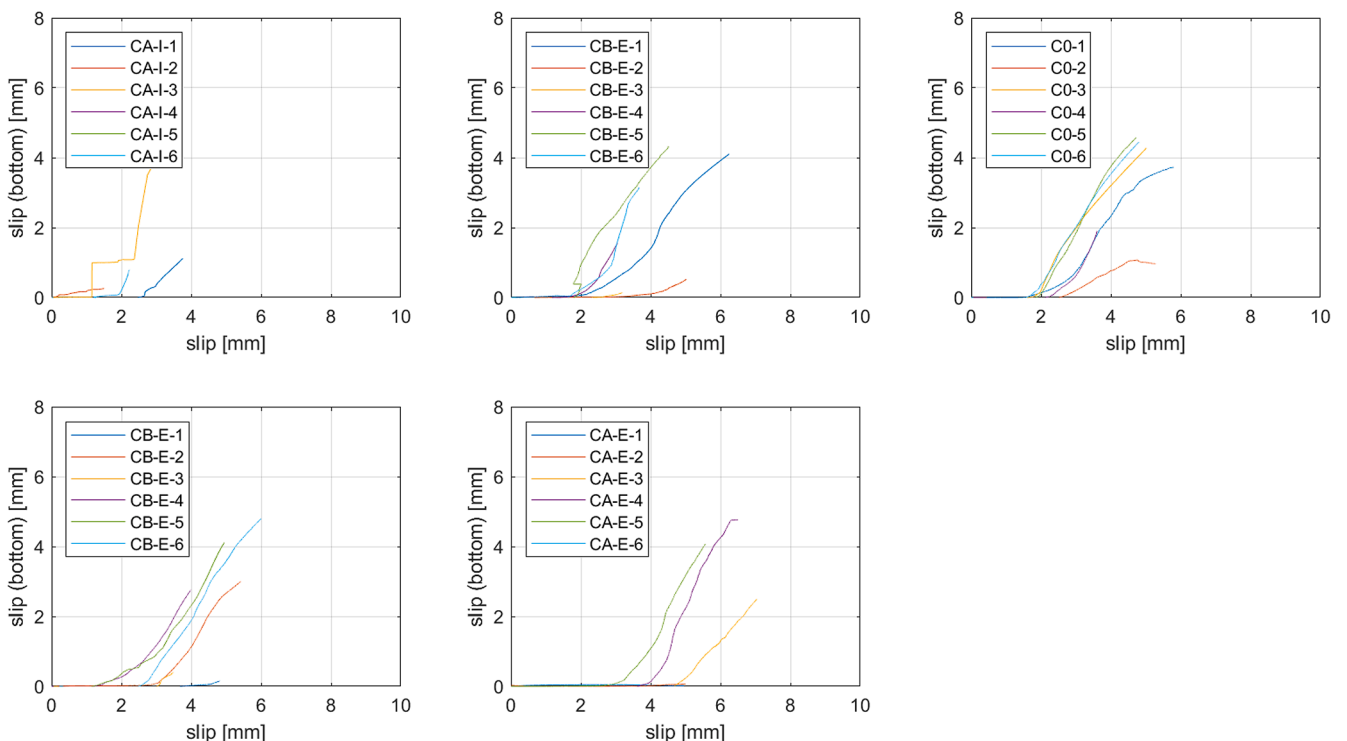 8
6
4
2
0
slip (bottom) [mm]
CA-I-1
CA-I-2
CA-I-3
CA-I-4
CA-I-5
CA-I-6
0 2 4 6 8 10
slip [mm]
8
6
4
2
0
slip (bottom) [mm]
CB-E-1
CB-E-2
CB-E-3
CB-E-4
CB-E-5
CB-E-6
0 2 4 6 8 10
slip [mm]
8
6
4
2
0
slip (bottom) [mm]
C0-1
C0-2
C0-3
C0-4
C0-5
C0-6
0 2 4 6 8 10
slip [mm]
8
6
4
2
0
slip (bottom) [mm]
CB-E-1
CB-E-2
CB-E-3
CB-E-4
CB-E-5
CB-E-6
0 2 4 6 8 10
slip [mm]
8
6
4
2
0
slip (bottom) [mm]
CA-E-1
CA-E-2
CA-E-3
CA-E-4
CA-E-5
CA-E-6
0 2 4 6 8 10
slip [mm]